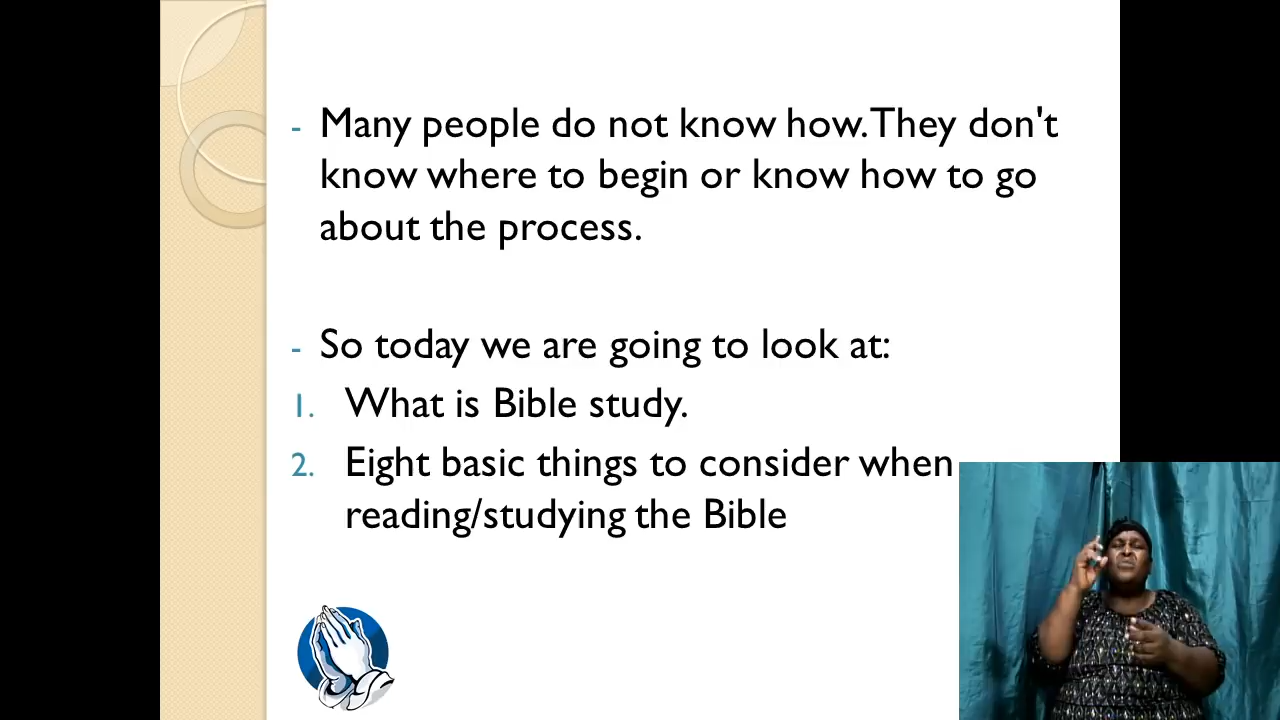 - Many people do not know how. They don't
know where to begin or know how to go
about the process.
- So today we are going to look at:
1. What is Bible study.
2. Eight basic things to consider when
reading/studying the Bible